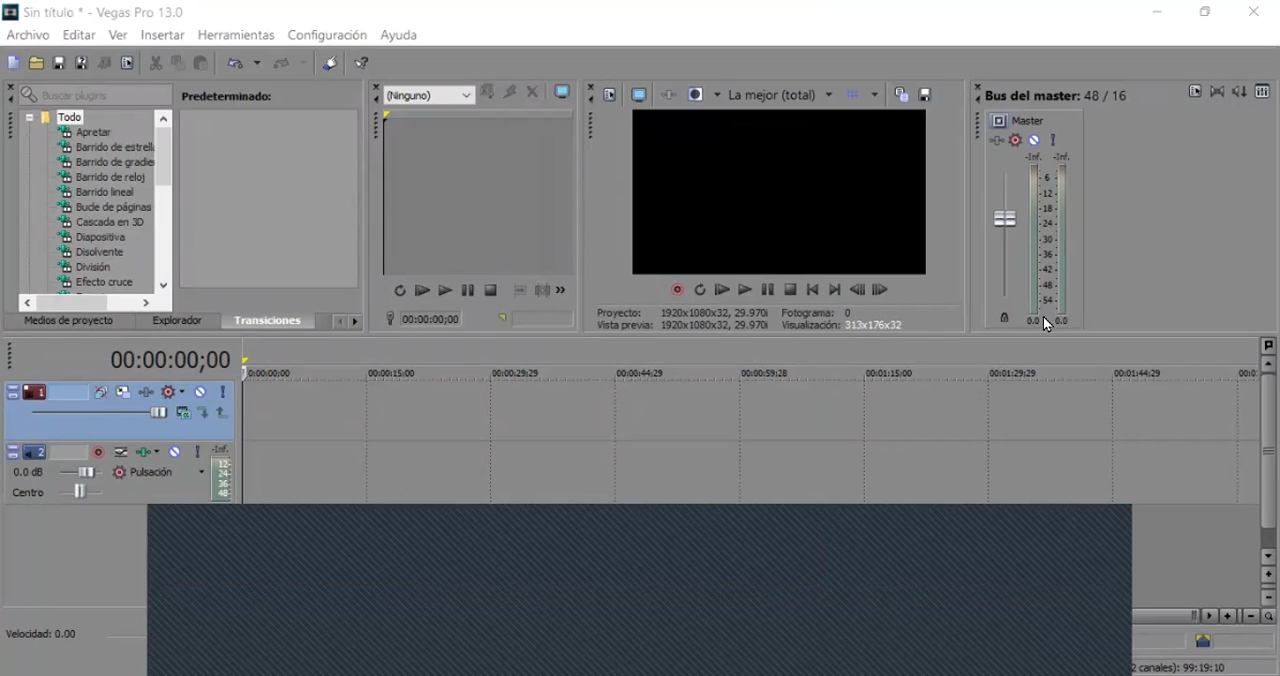 Sin título * - Vegas Pro 13.0
Archivo Editar Ver Insertar Herramientas Configuración Ayuda
Buscar plugins
Predeterminado:
Todo
Apretar
Barrido de estrell
Barrido de gradie
Barrido de reloj
Barrido lineal
Bucle de páginas
Cascada en 3D
Diapositiva
Disolvente
División
Efecto cruce
Medios de proyecto Explorador Transiciones
(Ninguno)
00:00:00;00
La mejor (total)
Proyecto: 1920x1080x32, 29.970i Fotograma: 0
Vista previa: 1920x1080x32, 29.970i Visualización: 313x176x32
Bus del master: 48 / 16
Master
-Inf. -Inf.
6
12
18
24
30
36
42
48
54
0.0 0.0
00:00:00;00
0:00:00;00 00:00:15;00 00:00:29;29 00:00:44;29 00:00:59;28 00:01:15;00 00:01:29;29 00:01:44;29 00:0
1
2 -Inf.
0.0 dB Pulsación
12
24
36
48
Centro
Velocidad: 0.00
2 canales): 99:19:10